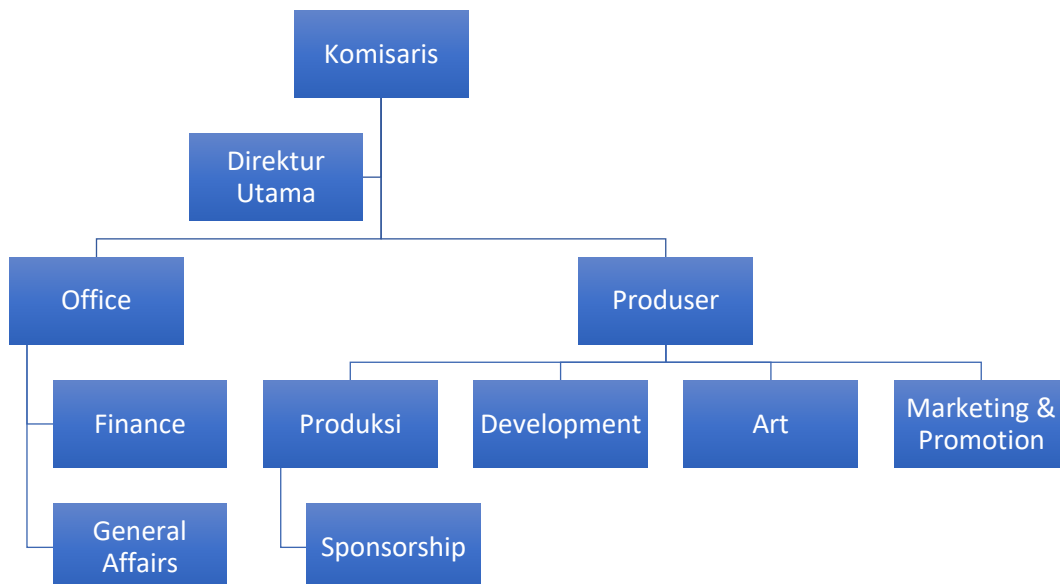 Komisaris
Direktur
Utama
Office
Produser
Finance
Produksi
Development
Art
Marketing &
Promotion
General
Affairs
Sponsorship